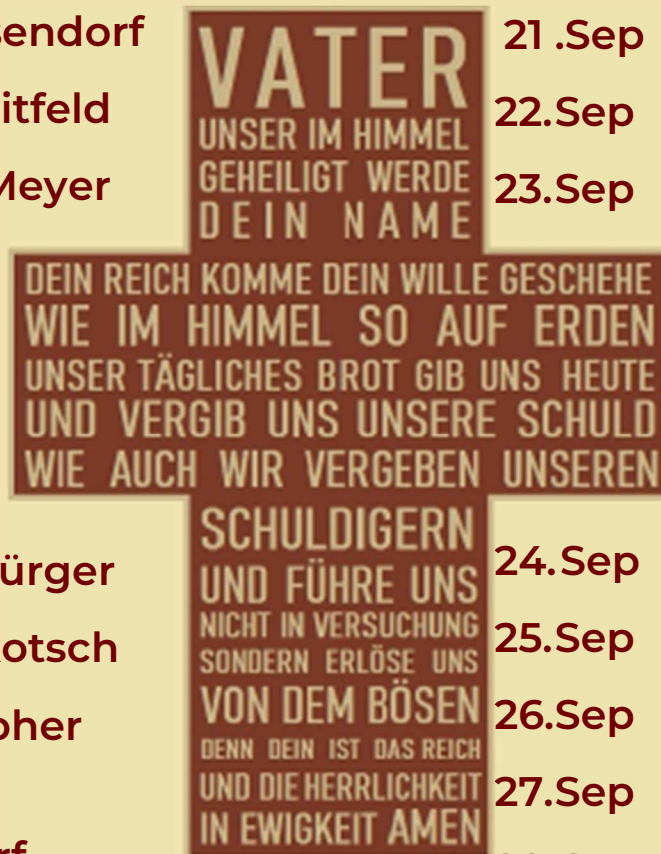 sendorf
itfeld
Meyer
ürger
otsch
VATER
UNSER IM HIMMEL
GEHEILIGT WERDE
DEIN NAME
DEIN REICH KOMME DEIN WILLE GESCHEHE
WIE IM HIMMEL SO AUF ERDEN
UNSER TÄGLICHES BROT GIB UNS HEUTE
UND VERGIB UNS UNSERE SCHULD
WIE AUCH WIR VERGEBEN UNSEREN
SCHULDIGERN
UND FÜHRE UNS
NICHT IN VERSUCHUNG
SONDERN ERLÖSE UNS
VON DEM BÖSEN
DENN DEIN IST DAS REICH
UND DIE HERRLICHKEIT
IN EWIGKEIT AMEN
21 .Sep
22.Sep
23.Sep
24.Sep
25.Sep
26.Sep
27.Sep